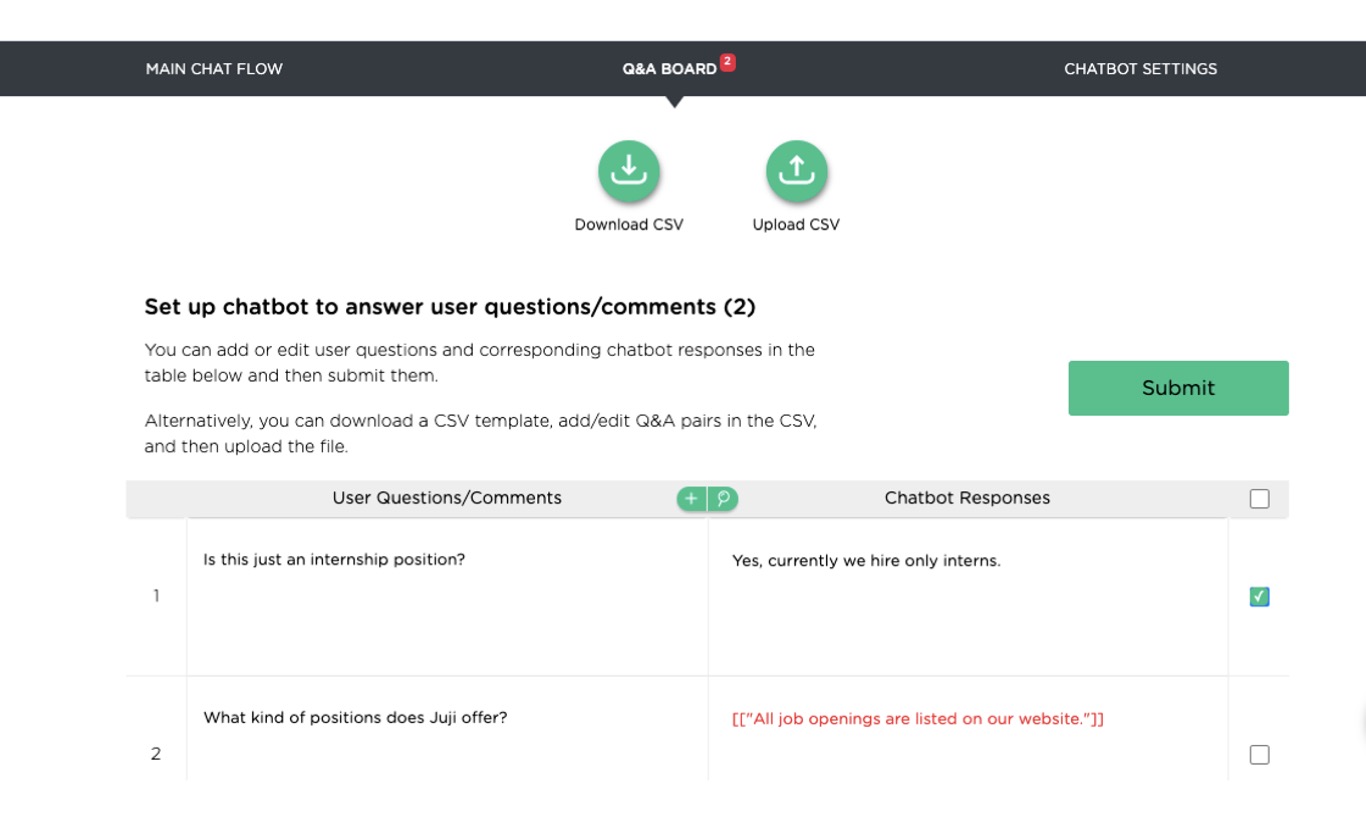 MAIN CHAT FLOW
Q&A BOARD 2
CHATBOT SETTINGS
Download CSV
Upload CSV
Set up chatbot to answer user questions/comments (2)
You can add or edit user questions and corresponding chatbot responses in the
table below and then submit them.
Submit
Alternatively, you can download a CSV template, add/edit Q&A pairs in the CSV,
and then upload the file.
User Questions/Comments
Chatbot Responses
1
Is this just an internship position?
Yes, currently we hire only interns.
2
What kind of positions does Juji offer?
[["All job openings are listed on our website."]]